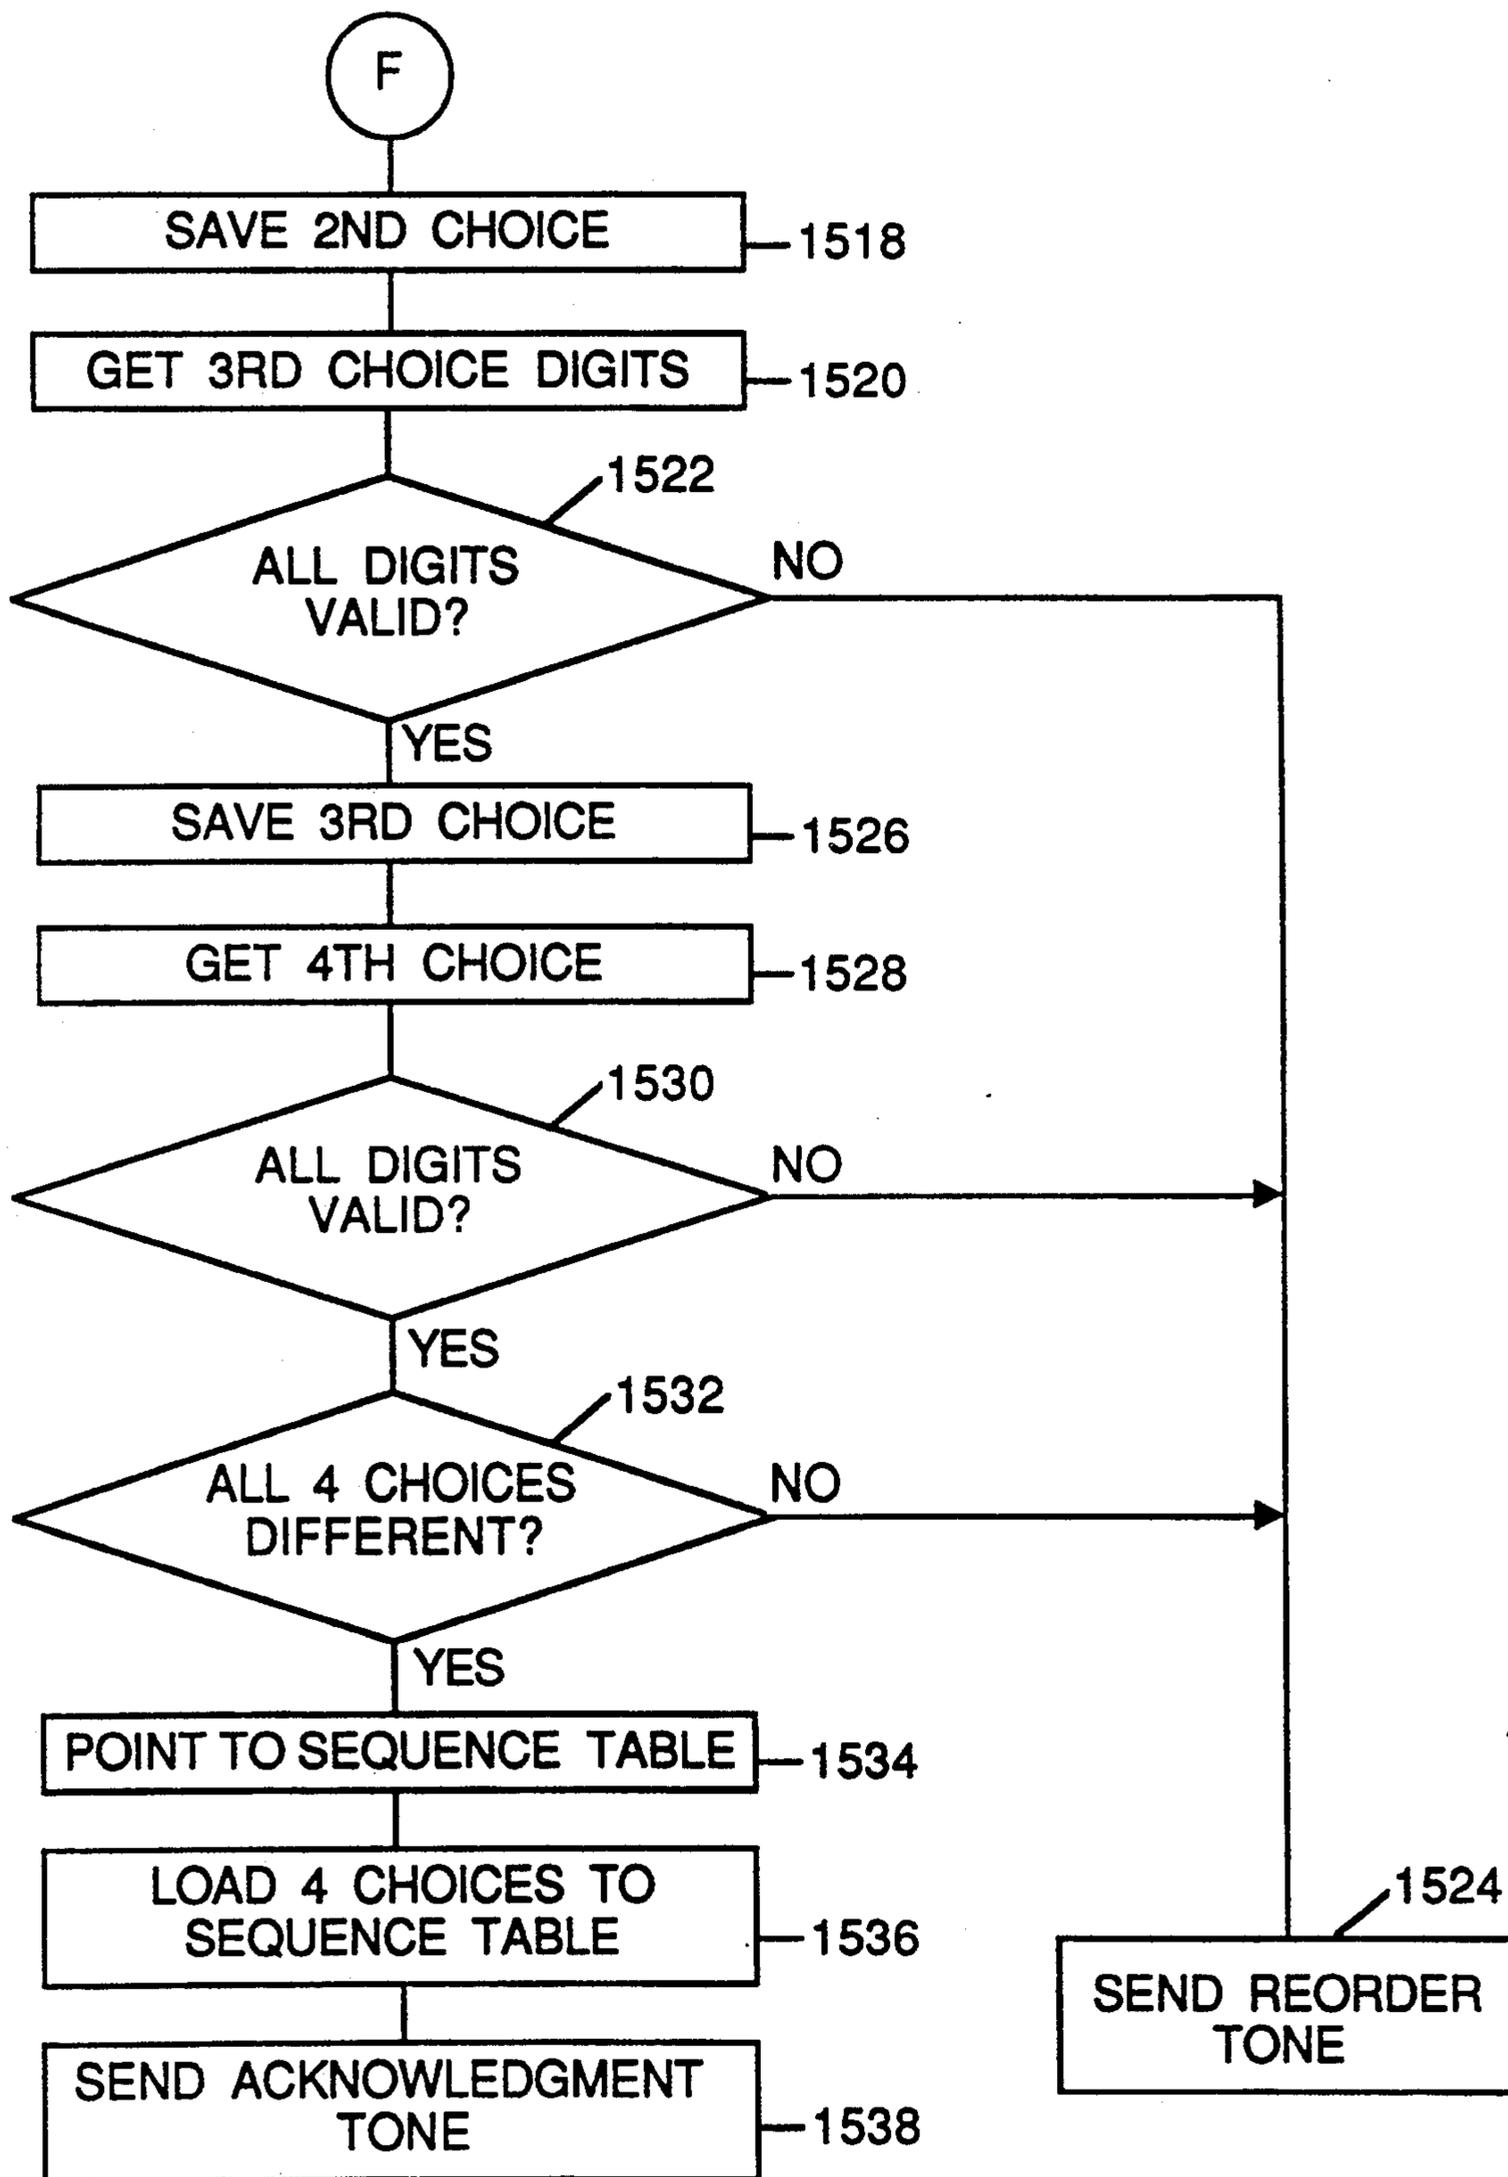 F
SAVE 2ND CHOICE
1518
GET 3RD CHOICE DIGITS
1520
1522
ALL DIGITS
VALID?
NO
YES
SAVE 3RD CHOICE
1526
GET 4TH CHOICE
1528
1530
ALL DIGITS
VALID?
NO
YES
1532
ALL 4 CHOICES
DIFFERENT?
NO
YES
POINT TO SEQUENCE TABLE
1534
LOAD 4 CHOICES TO
SEQUENCE TABLE
1536
1524
SEND REORDER
TONE
SEND ACKNOWLEDGMENT
TONE
1538